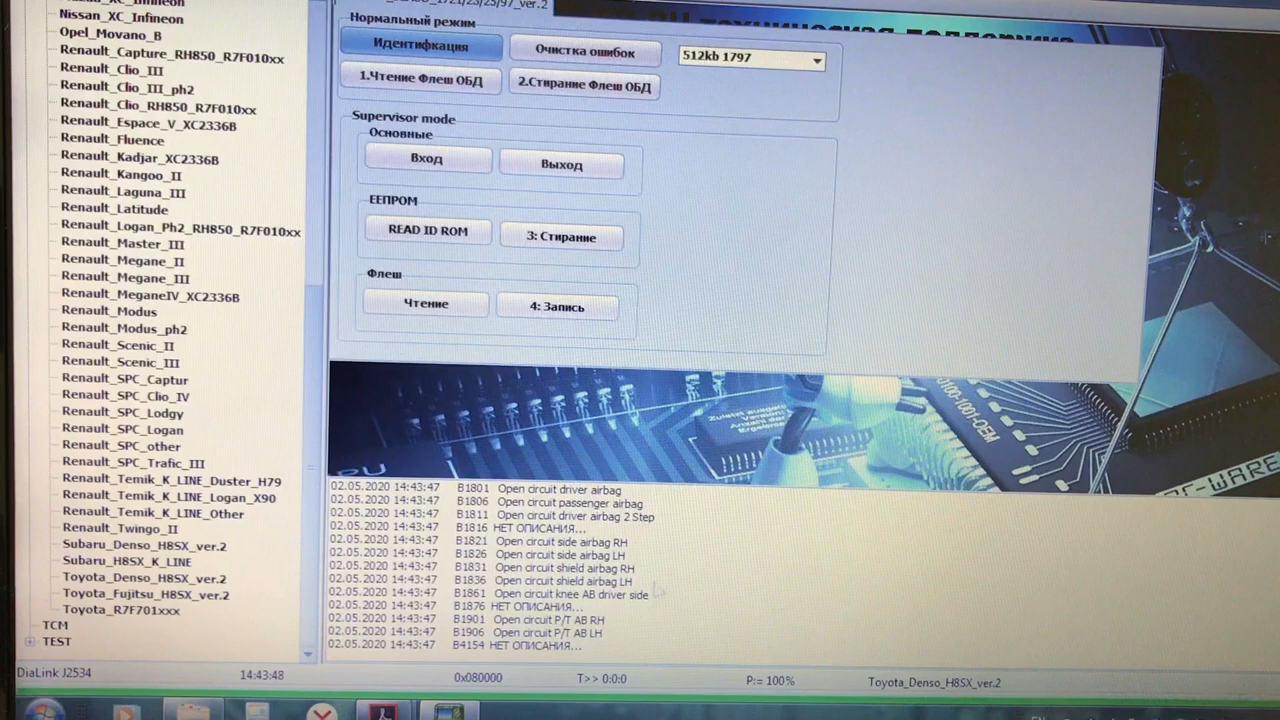 Nissan_XC_Infineon
Opel_Movano_B
Renault_Capture_RH850_R7F010xx
Renault_Clio_III
Renault_Clio_III_ph2
Renault_Clio_RH850_R7F010xx
Renault_Espace_V_XC2336B
Renault_Fluence
Renault_Kadjar_XC2336B
Renault_Kangoo_II
Renault_Laguna_III
Renault_Latitude
Renault_Logan_Ph2_RH850_R7F010xx
Renault_Master_III
Renault_Megane_II
Renault_Megane_III
Renault_MeganeIV_XC2336B
Renault_Modus
Renault_Modus_ph2
Renault_Scenic_II
Renault_Scenic_III
Renault_SPC_Captur
Renault_SPC_Clio_IV
Renault_SPC_Lodgy
Renault_SPC_Logan
Renault_SPC_other
Renault_SPC_Trafic_III
Renault_Temik_K_LINE_Duster_H79
Renault_Temik_K_LINE_Logan_X90
Renault_Temik_K_LINE_Other
Renault_Twingo_II
Subaru_Denso_H8SX_ver.2
Subaru_H8SX_K_LINE
Toyota_Denso_H8SX_ver.2
Toyota_Fujitsu_H8SX_ver.2
Toyota_R7F701xxx
TCM
TEST
техническая поддержка
Нормальный режим
Идентифкация Очистка ошибок 512kb 1797
1.Чтение Флеш ОБД 2.Стирание Флеш ОБД
Supervisor mode
Основные
Вход Выход
ЕЕПРОМ
READ ID ROM 3: Стирание
Флеш
Чтение 4: Запись
Zuletzt ausgef
Version:
Anzahl der
Ergebnisse
0100-1001-OEM
02.05.2020 14:43:47 B1801 Open circuit driver airbag
02.05.2020 14:43:47 B1806 Open circuit passenger airbag
02.05.2020 14:43:47 B1811 Open circuit driver airbag 2 Step
02.05.2020 14:43:47 B1816 НЕТ ОПИСАНИЯ...
02.05.2020 14:43:47 B1821 Open circuit side airbag RH
02.05.2020 14:43:47 B1826 Open circuit side airbag LH
02.05.2020 14:43:47 B1831 Open circuit shield airbag RH
02.05.2020 14:43:47 B1836 Open circuit shield airbag LH
02.05.2020 14:43:47 B1861 Open circuit knee AB driver side
02.05.2020 14:43:47 B1876 НЕТ ОПИСАНИЯ...
02.05.2020 14:43:47 B1901 Open circuit P/T AB RH
02.05.2020 14:43:47 B1906 Open circuit P/T AB LH
02.05.2020 14:43:47 B4154 НЕТ ОПИСАНИЯ...
DiaLink J2534 14:43:48 0x080000 T>> 0:0:0 P:= 100% Toyota_Denso_H8SX_ver.2